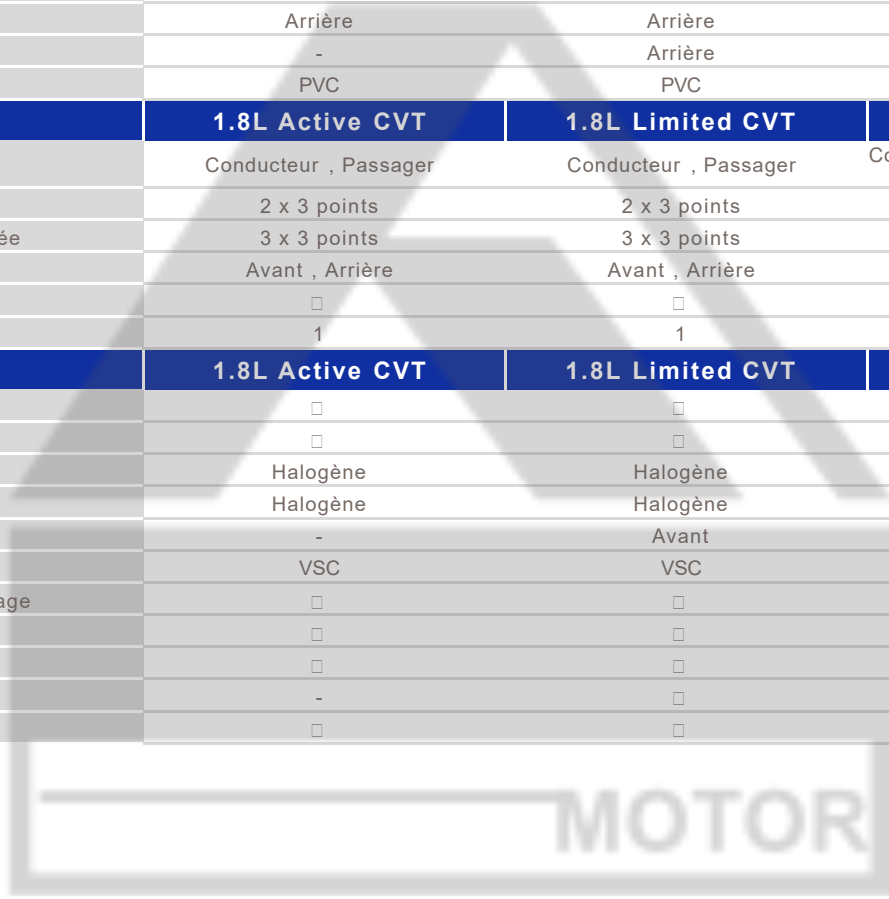 Arrière Arrière
- Arrière
PVC PVC
1.8L Active CVT 1.8L Limited CVT
Conducteur , Passager Conducteur , Passager Co
2 x 3 points 2 x 3 points
ée 3 x 3 points 3 x 3 points
Avant , Arrière Avant , Arrière
□ □
1 1
1.8L Active CVT 1.8L Limited CVT
□ □
□ □
Halogène Halogène
Halogène Halogène
- Avant
VSC VSC
age □ □
□ □
□ □
- □
□ □
MOTOR